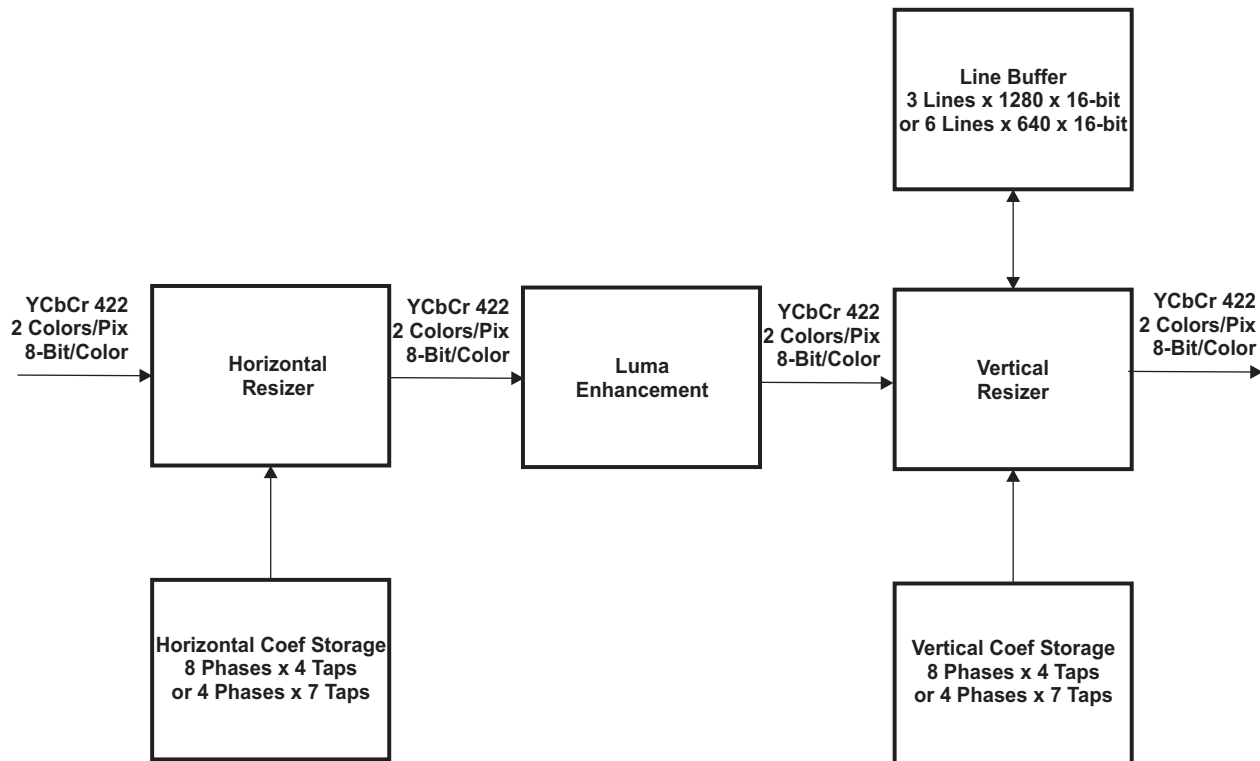 Line Buffer
3 Lines x 1280 x 16-bit
or 6 Lines x 640 x 16-bit
YCbCr 422
2 Colors/Pix
8-Bit/Color
Horizontal
Resizer
YCbCr 422
2 Colors/Pix
8-Bit/Color
Luma
Enhancement
YCbCr 422
2 Colors/Pix
8-Bit/Color
Vertical
Resizer
YCbCr 422
2 Colors/Pix
8-Bit/Color
Horizontal Coef Storage
8 Phases x 4 Taps
or 4 Phases x 7 Taps
Vertical Coef Storage
8 Phases x 4 Taps
or 4 Phases x 7 Taps